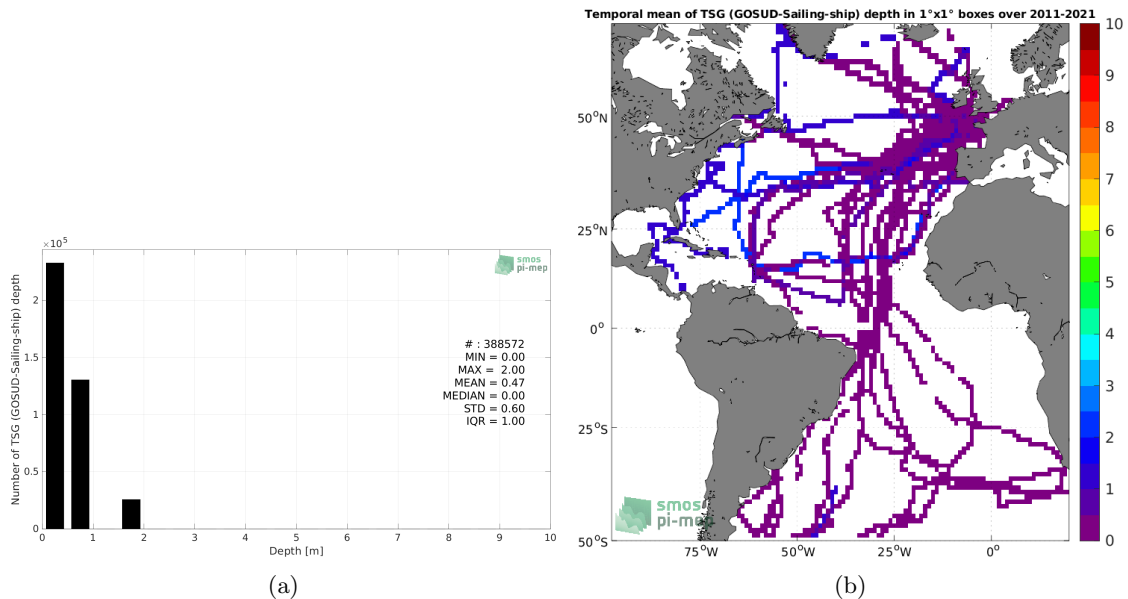 ×10⁵
2
1.5
1
0.5
0
Number of TSG (GOSUD-Sailing-ship) depth
smos
pi-mep
# : 388572
MIN = 0.00
MAX = 2.00
MEAN = 0.47
MEDIAN = 0.00
STD = 0.60
IQR = 1.00
0 1 2 3 4 5 6 7 8 9 10
Depth [m]
(a)
Temporal mean of TSG (GOSUD-Sailing-ship) depth in 1°x1° boxes over 2011-2021
50°N
25°N
0°
25°S
50°S
smos
pi-mep
75°W 50°W 25°W 0°
10
9
8
7
6
5
4
3
2
1
0
(b)